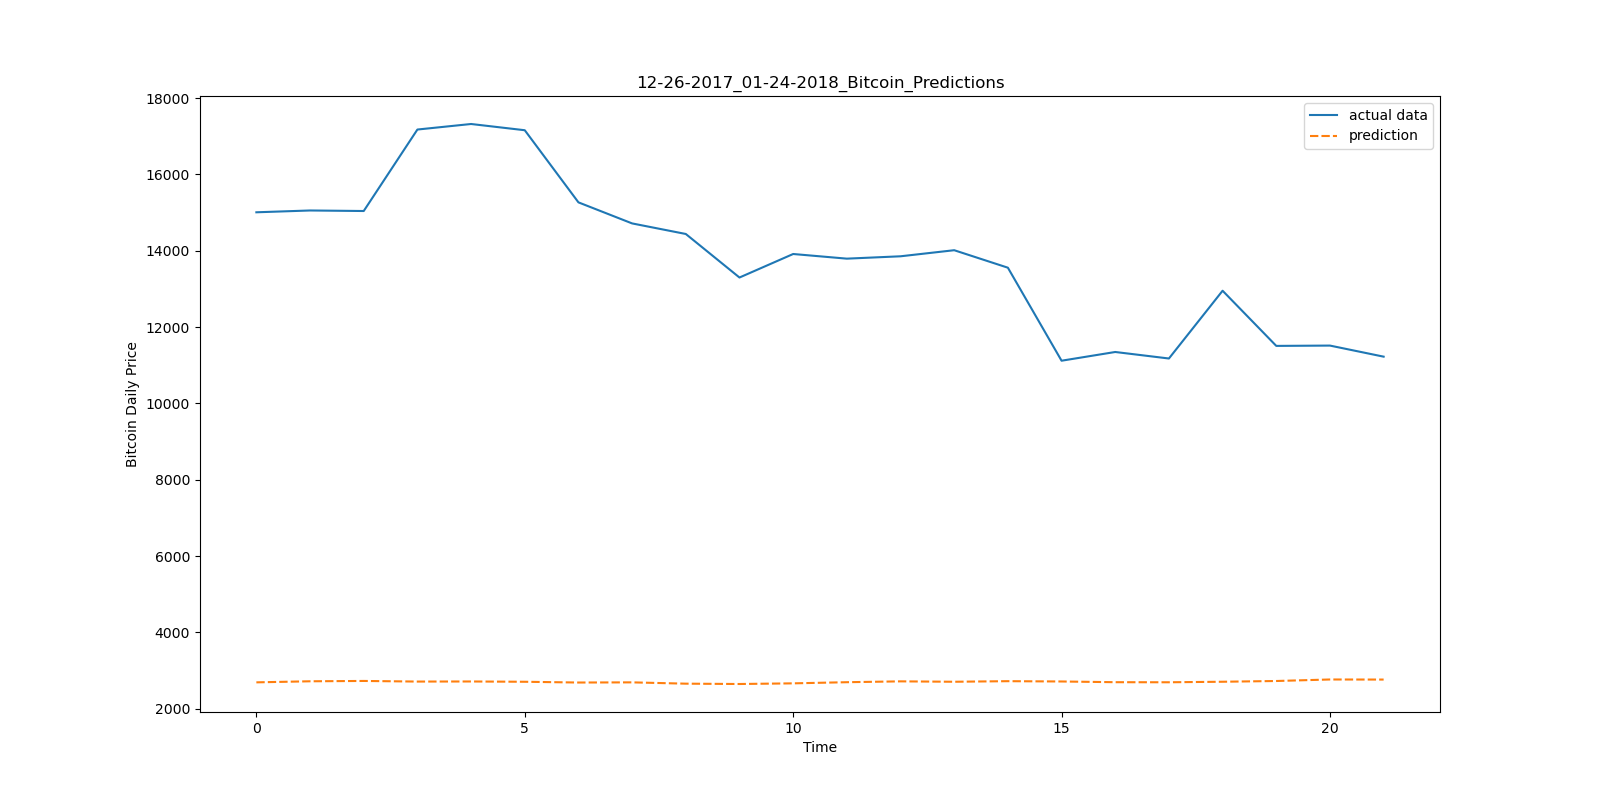 12-26-2017_01-24-2018_Bitcoin_Predictions
18000
16000
14000
12000
10000
8000
6000
4000
2000
Bitcoin Daily Price
actual data
prediction
0 5 10 15 20
Time